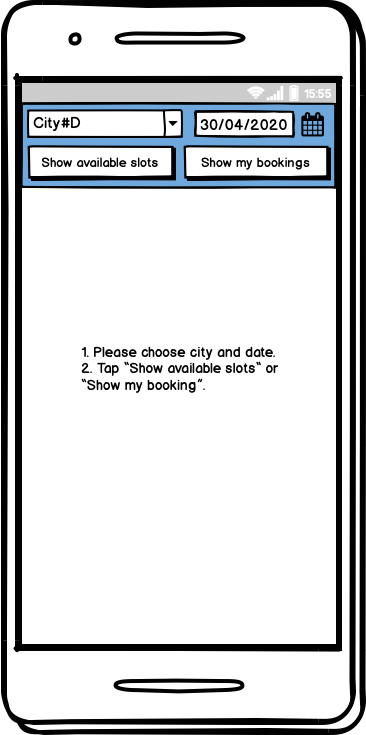 15:55
City#D
30/04/2020
Show available slots
Show my bookings
1. Please choose city and date.
2. Tap “Show available slots“ or
“Show my booking”.